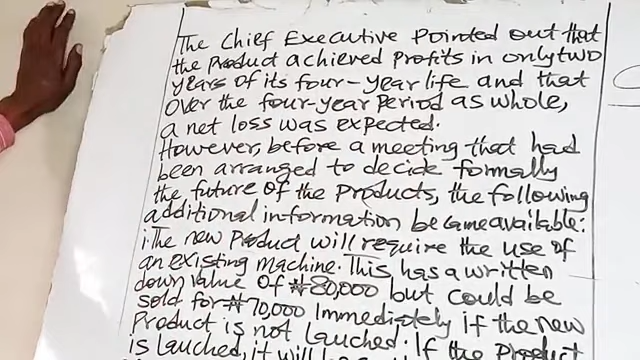 The Chief Executive Pointed out that
the Product achieved Profits in only two
years of its four-year life and that
over the four-year Period as whole,
a net loss was expected.
However, before a meeting that had
been arranged to decide formally
the future of the Products, the following
additional information became available:
i. The new Product will require the use of
an existing machine. This has a written
down value of ₦80,000 but could be
sold for ₦70,000 Immediately if the new
Product is not Lauched. If the Product
is lauched, it will